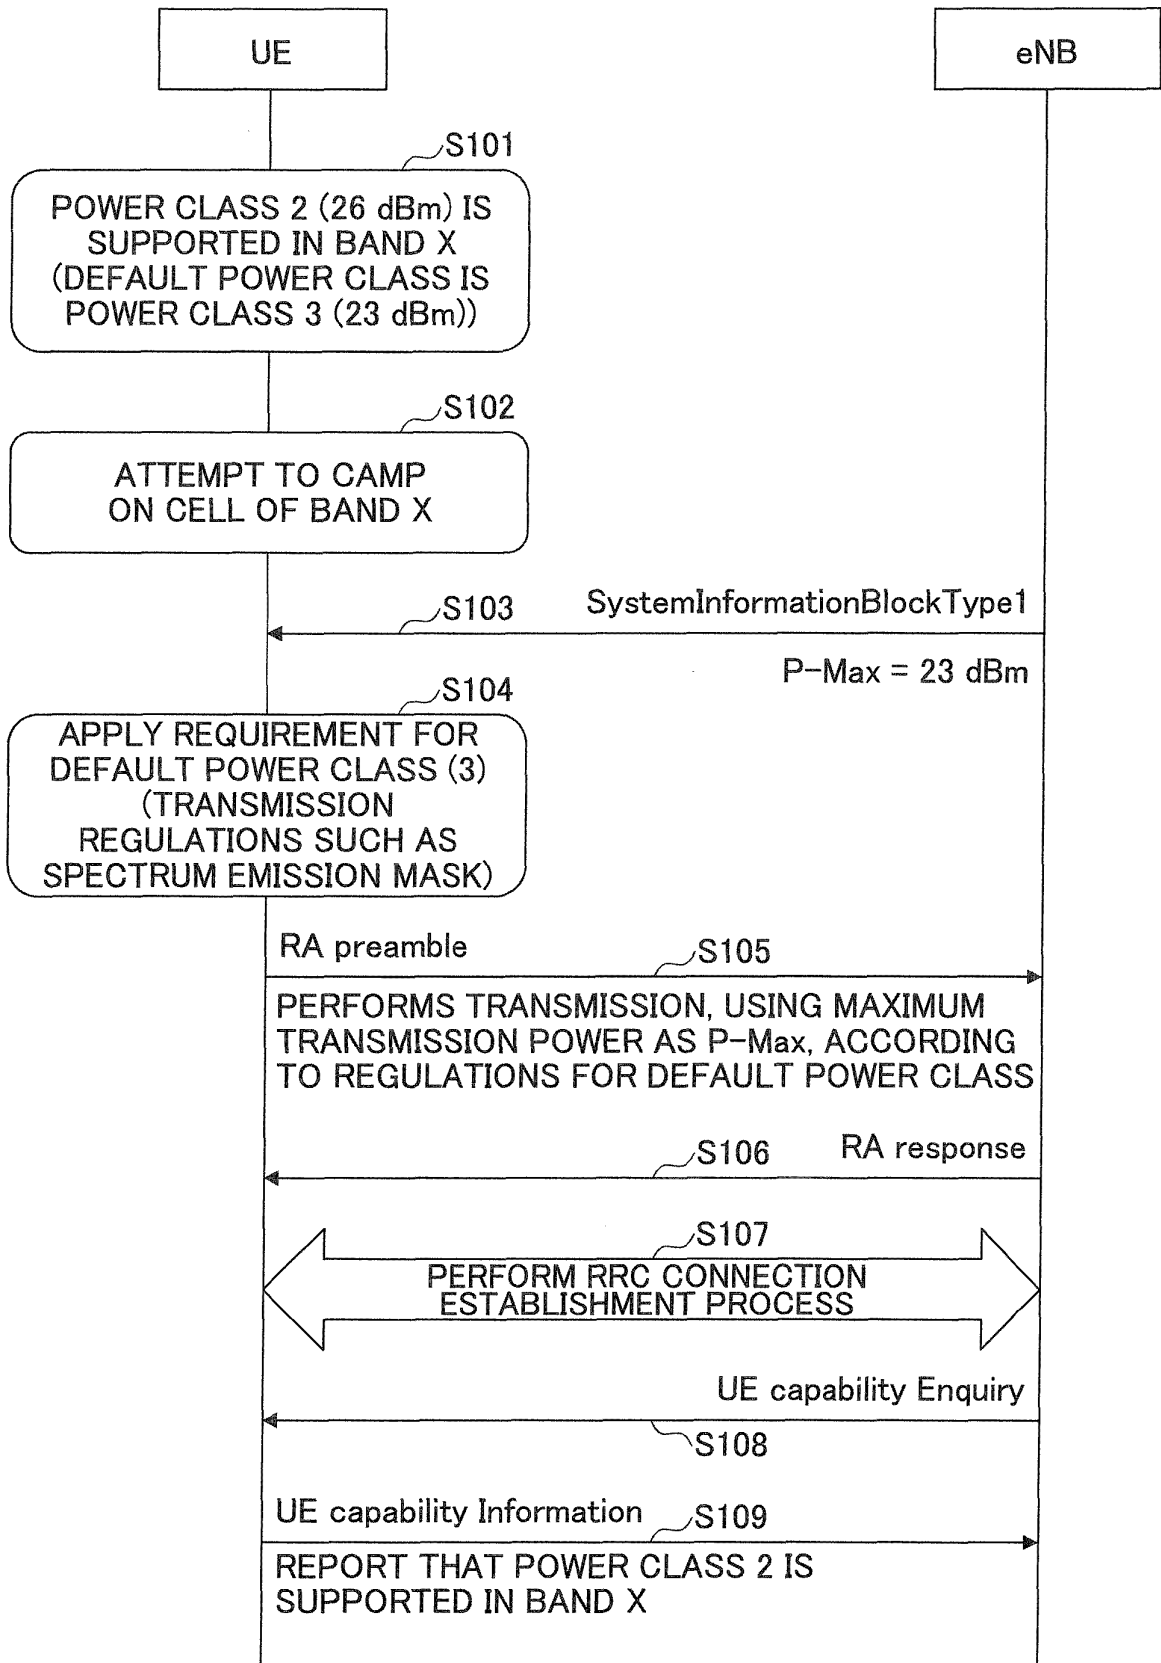 UE
eNB
S101
POWER CLASS 2 (26 dBm) IS
SUPPORTED IN BAND X
(DEFAULT POWER CLASS IS
POWER CLASS 3 (23 dBm))
S102
ATTEMPT TO CAMP
ON CELL OF BAND X
S103
SystemInformationBlockType1
P-Max = 23 dBm
S104
APPLY REQUIREMENT FOR
DEFAULT POWER CLASS (3)
(TRANSMISSION
REGULATIONS SUCH AS
SPECTRUM EMISSION MASK)
RA preamble
S105
PERFORMS TRANSMISSION, USING MAXIMUM
TRANSMISSION POWER AS P-Max, ACCORDING
TO REGULATIONS FOR DEFAULT POWER CLASS
S106
RA response
S107
PERFORM RRC CONNECTION
ESTABLISHMENT PROCESS
UE capability Enquiry
S108
UE capability Information
S109
REPORT THAT POWER CLASS 2 IS
SUPPORTED IN BAND X